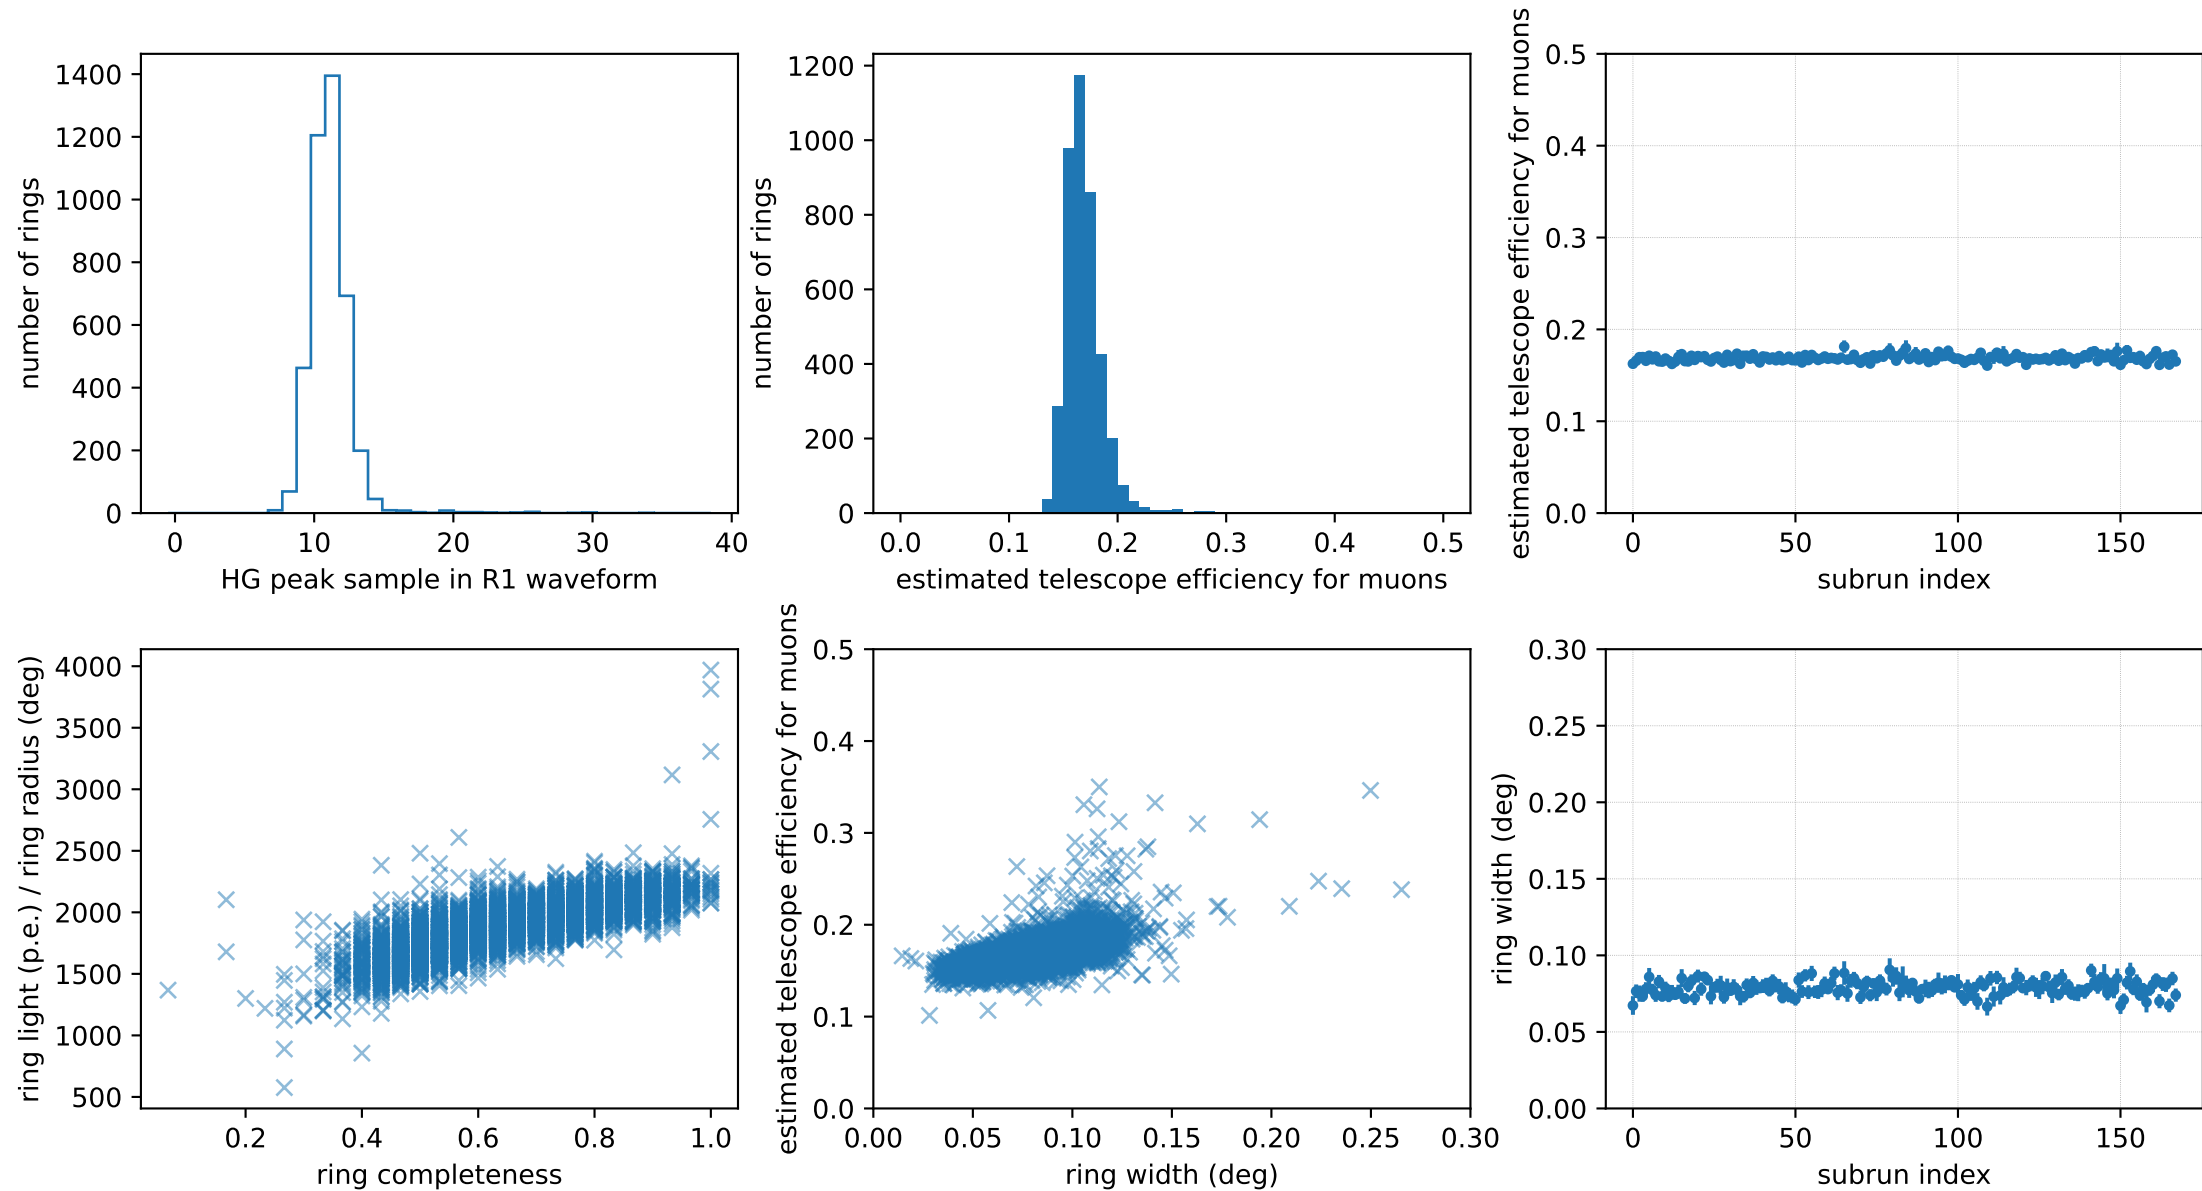 number of rings
1400
1200
1000
800
600
400
200
0
0 10 20 30 40
HG peak sample in R1 waveform
number of rings
1200
1000
800
600
400
200
0
0.0 0.1 0.2 0.3 0.4 0.5
estimated telescope efficiency for muons
estimated telescope efficiency for muons
0.5
0.4
0.3
0.2
0.1
0.0
0 50 100 150
subrun index
ring light (p.e.) / ring radius (deg)
4000
3500
3000
2500
2000
1500
1000
500
0.2 0.4 0.6 0.8 1.0
ring completeness
estimated telescope efficiency for muons
0.5
0.4
0.3
0.2
0.1
0.0
0.00 0.05 0.10 0.15 0.20 0.25 0.30
ring width (deg)
ring width (deg)
0.30
0.25
0.20
0.15
0.10
0.05
0.00
0 50 100 150
subrun index